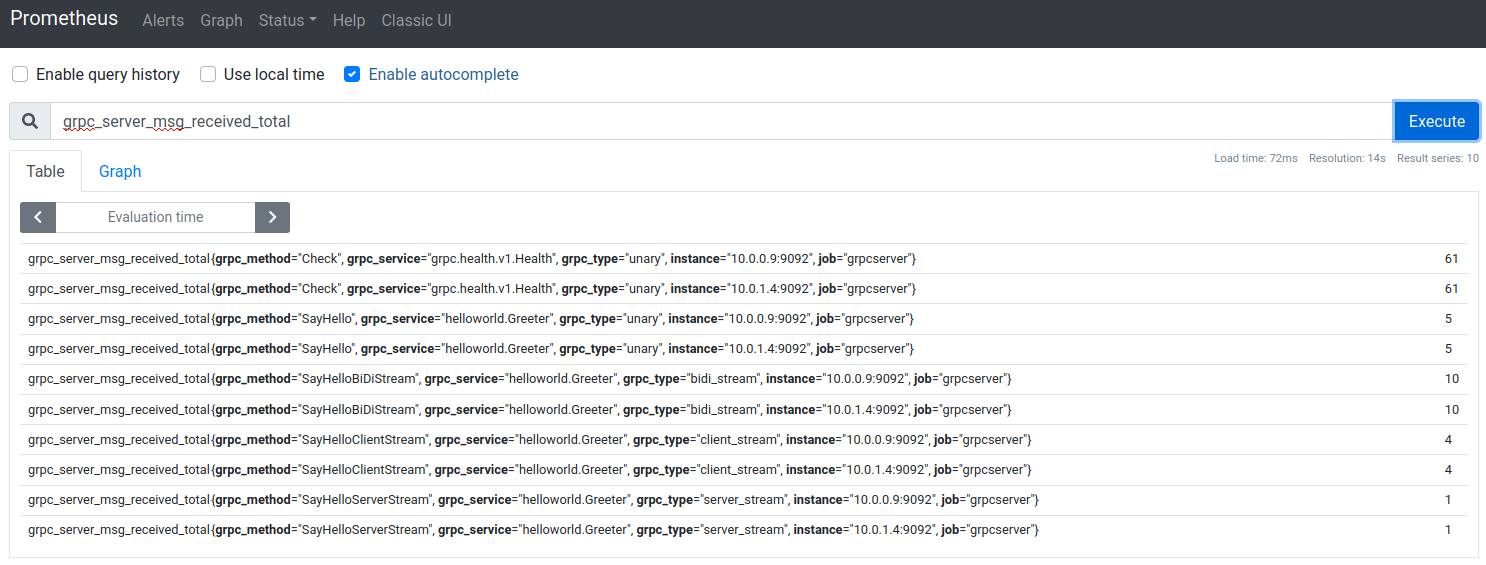 Prometheus Alerts Graph Status Help Classic UI
Enable query history Use local time Enable autocomplete
grpc_server_msg_received_total Execute
Load time: 72ms Resolution: 14s Result series: 10
Table Graph
Evaluation time
grpc_server_msg_received_total{grpc_method="Check", grpc_service="grpc.health.v1.Health", grpc_type="unary", instance="10.0.0.9:9092", job="grpcserver"} 61
grpc_server_msg_received_total{grpc_method="Check", grpc_service="grpc.health.v1.Health", grpc_type="unary", instance="10.0.1.4:9092", job="grpcserver"} 61
grpc_server_msg_received_total{grpc_method="SayHello", grpc_service="helloworld.Greeter", grpc_type="unary", instance="10.0.0.9:9092", job="grpcserver"} 5
grpc_server_msg_received_total{grpc_method="SayHello", grpc_service="helloworld.Greeter", grpc_type="unary", instance="10.0.1.4:9092", job="grpcserver"} 5
grpc_server_msg_received_total{grpc_method="SayHelloBiDiStream", grpc_service="helloworld.Greeter", grpc_type="bidi_stream", instance="10.0.0.9:9092", job="grpcserver"} 10
grpc_server_msg_received_total{grpc_method="SayHelloBiDiStream", grpc_service="helloworld.Greeter", grpc_type="bidi_stream", instance="10.0.1.4:9092", job="grpcserver"} 10
grpc_server_msg_received_total{grpc_method="SayHelloClientStream", grpc_service="helloworld.Greeter", grpc_type="client_stream", instance="10.0.0.9:9092", job="grpcserver"} 4
grpc_server_msg_received_total{grpc_method="SayHelloClientStream", grpc_service="helloworld.Greeter", grpc_type="client_stream", instance="10.0.1.4:9092", job="grpcserver"} 4
grpc_server_msg_received_total{grpc_method="SayHelloServerStream", grpc_service="helloworld.Greeter", grpc_type="server_stream", instance="10.0.0.9:9092", job="grpcserver"} 1
grpc_server_msg_received_total{grpc_method="SayHelloServerStream", grpc_service="helloworld.Greeter", grpc_type="server_stream", instance="10.0.1.4:9092", job="grpcserver"} 1